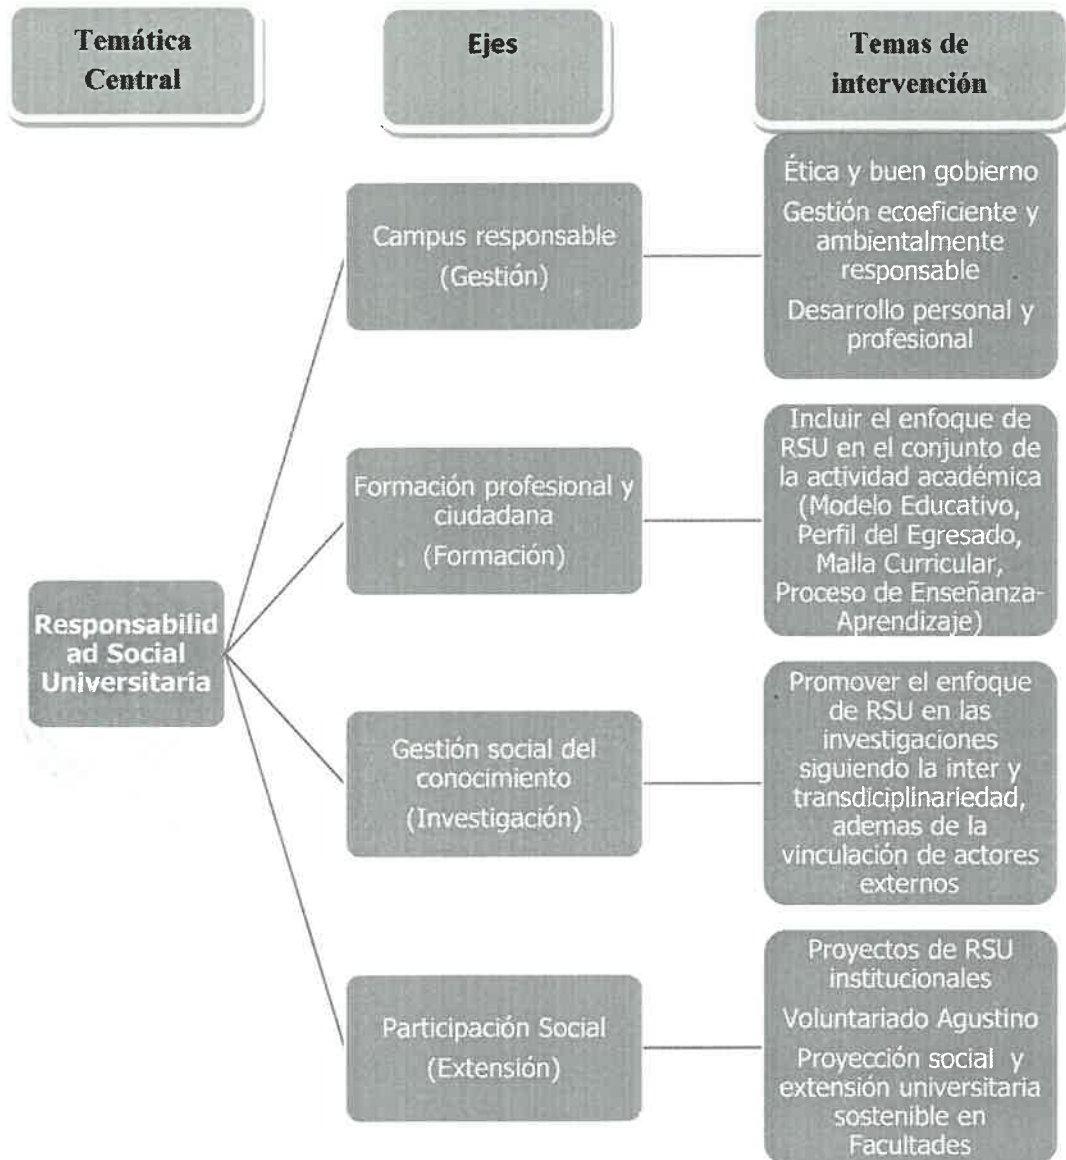 Temática
Central
Ejes
Temas de
intervención
Campus responsable
(Gestión)
Ética y buen gobierno
Gestión ecoeficiente y
ambientalmente
responsable
Desarrollo personal y
profesional
Formación profesional y
ciudadana
(Formación)
Incluir el enfoque de
RSU en el conjunto de
la actividad académica
(Modelo Educativo,
Perfil del Egresado,
Malla Curricular,
Proceso de Enseñanza-
Aprendizaje)
Responsabilid
ad Social
Universitaria
Gestión social del
conocimiento
(Investigación)
Promover el enfoque
de RSU en las
investigaciones
siguiendo la inter y
transdiciplinariedad,
ademas de la
vinculación de actores
externos
Participación Social
(Extensión)
Proyectos de RSU
institucionales
Voluntariado Agustino
Proyección social y
extensión universitaria
sostenible en
Facultades